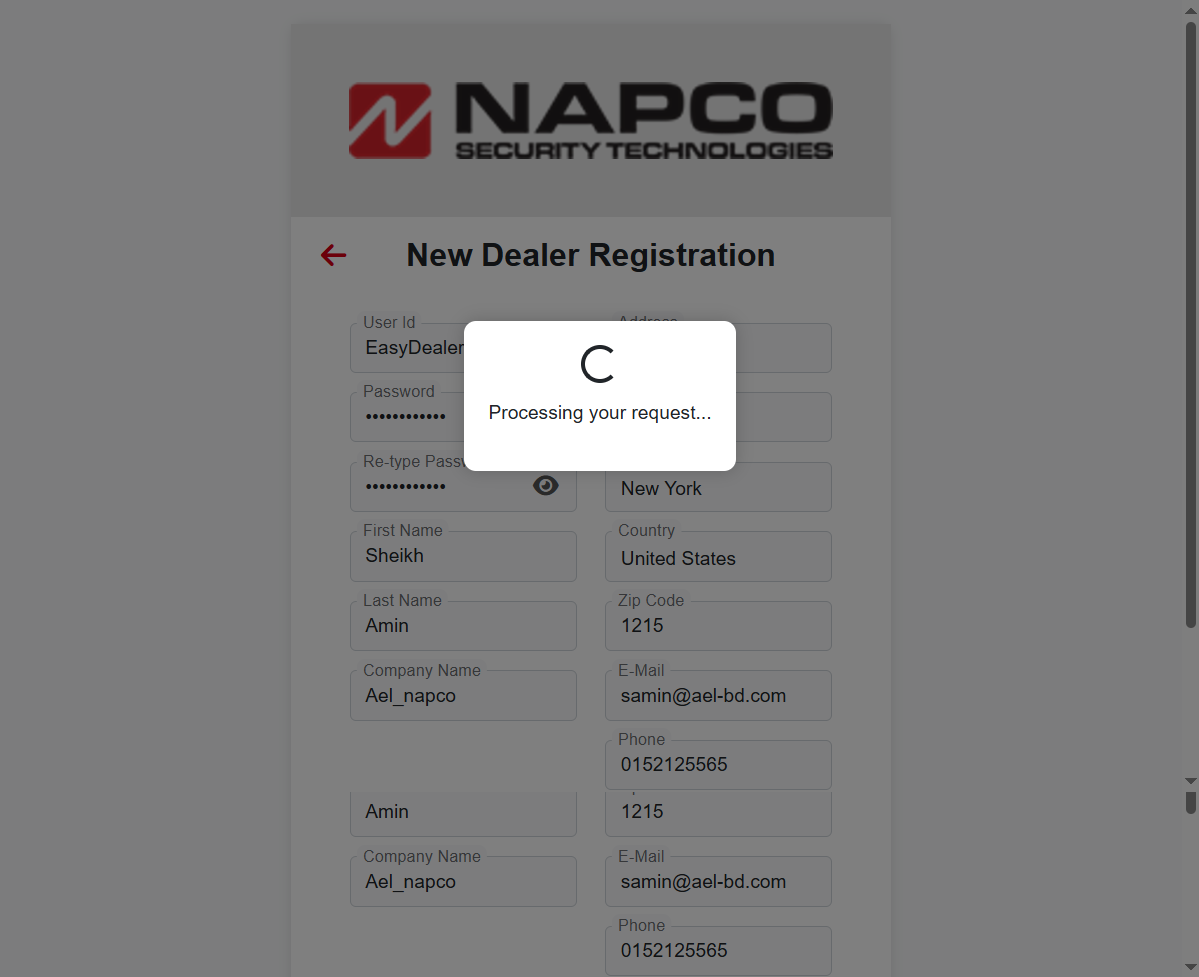 NAPCO
SECURITY TECHNOLOGIES
New Dealer Registration
User Id
EasyDealer
Address
Password
••••••••••••
Processing your request...
Re-type
••••••••••••
New York
First Name
Sheikh
Country
United States
Last Name
Amin
Zip Code
1215
Company Name
Ael_napco
E-Mail
samin@ael-bd.com
Phone
0152125565
Amin
1215
Company Name
Ael_napco
E-Mail
samin@ael-bd.com
Phone
0152125565